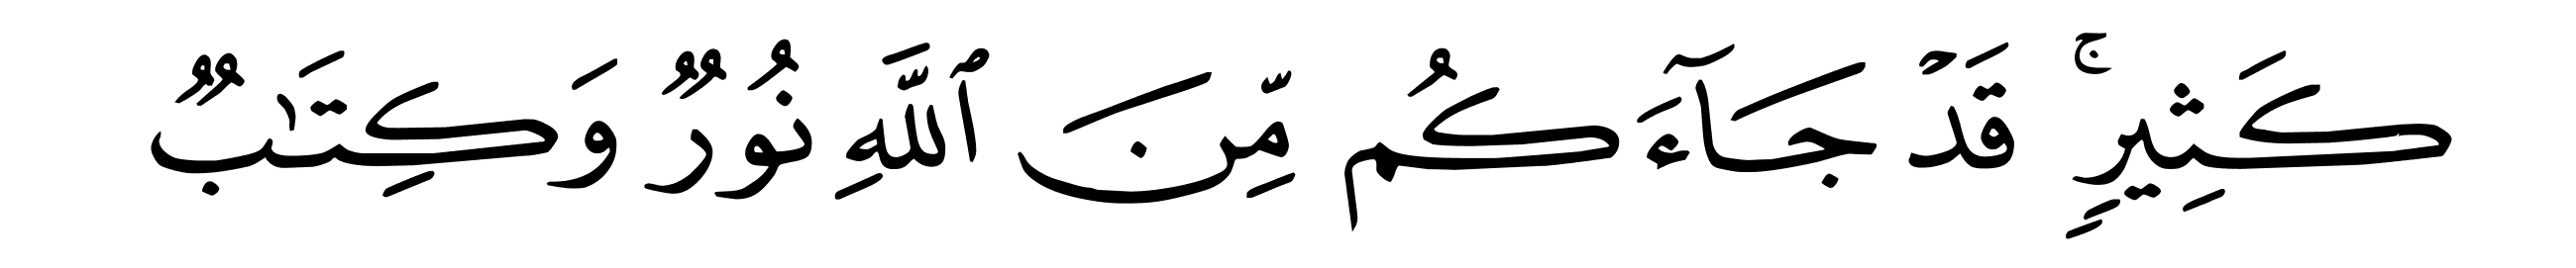 كَثِيرٍۚ قَدۡ جَآءَكُم مِّنَ ٱللَّهِ نُورٌ وَكِتَٰبٌ